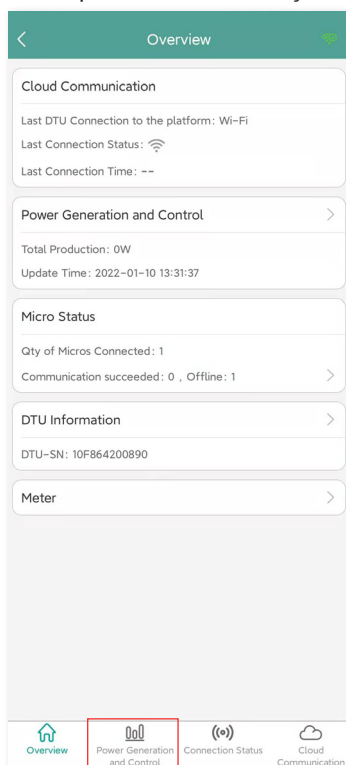 Overview
Cloud Communication
Last DTU Connection to the platform: Wi-Fi
Last Connection Status:
Last Connection Time: --
Power Generation and Control
Total Production: 0W
Update Time: 2022-01-10 13:31:37
Micro Status
Qty of Micros Connected: 1
Communication succeeded: 0 , Offline: 1
DTU Information
DTU-SN: 10F864200890
Meter
Overview
Power Generation
and Control
Connection Status
Cloud
Communication